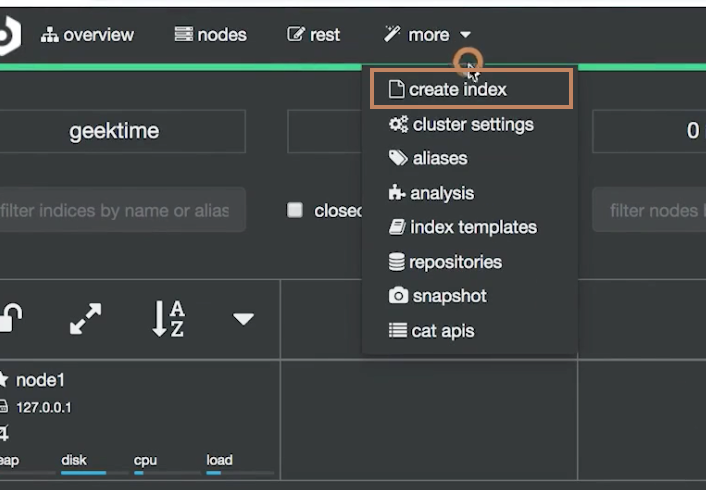 overview nodes rest more
create index
geektime 0
cluster settings
aliases
filter indices by name or alias closed filter nodes
analysis
index templates
repositories
snapshot
cat apis
A
Z
node1
127.0.0.1
eap disk cpu load